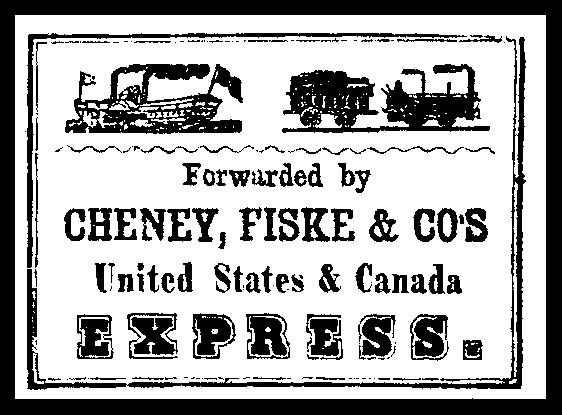 Forwarded by
CHENEY, FISKE & CO'S
United States & Canada
EXPRESS.